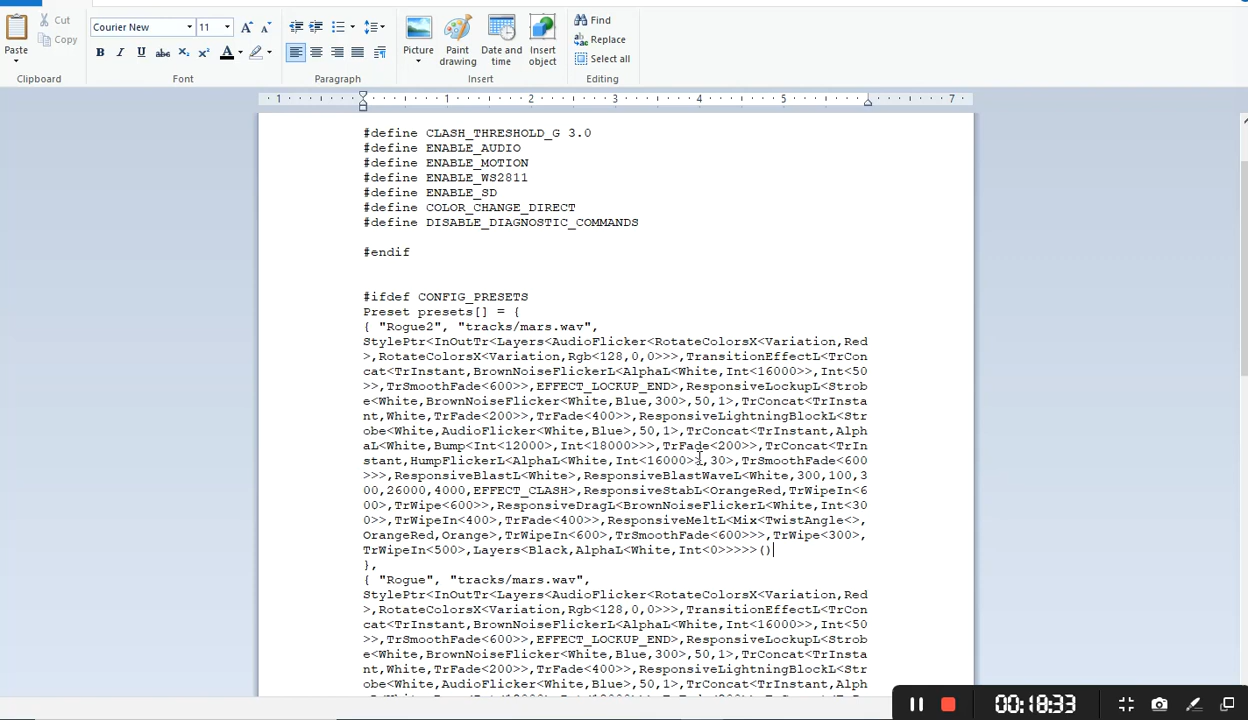 Cut
Courier New
11
Copy
Paste
Clipboard
Font
Paragraph
Picture
Paint drawing
Date and time
Insert object
Insert
Find
Replace
Select all
Editing
1 1 2 3 4 5 7
#define CLASH_THRESHOLD_G 3.0
#define ENABLE_AUDIO
#define ENABLE_MOTION
#define ENABLE_WS2811
#define ENABLE_SD
#define COLOR_CHANGE_DIRECT
#define DISABLE_DIAGNOSTIC_COMMANDS
#endif
#ifdef CONFIG_PRESETS
Preset presets[] = {
{ "Rogue2", "tracks/mars.wav",
StylePtr<InOutTr<Layers<AudioFlicker<RotateColorsX<Variation,Red
>,RotateColorsX<Variation,Rgb<128,0,0>>>,TransitionEffectL<TrCon
cat<TrInstant,BrownNoiseFlickerL<AlphaL<White,Int<16000>>,Int<50
>>,TrSmoothFade<600>>,EFFECT_LOCKUP_END>,ResponsiveLockupL<Strob
e<White,BrownNoiseFlicker<White,Blue,300>,50,1>,TrConcat<TrInsta
nt,White,TrFade<200>>,TrFade<400>>,ResponsiveLightningBlockL<Str
obe<White,AudioFlicker<White,Blue>,50,1>,TrConcat<TrInstant,Alph
aL<White,Bump<Int<12000>,Int<18000>>>,TrFade<200>>,TrConcat<TrIn
stant,HumpFlickerL<AlphaL<White,Int<16000>>,30>,TrSmoothFade<600
>>>,ResponsiveBlastL<White>,ResponsiveBlastWaveL<White,300,100,3
00,26000,4000,EFFECT_CLASH>,ResponsiveStabL<OrangeRed,TrWipeIn<6
00>,TrWipe<600>>,ResponsiveDragL<BrownNoiseFlickerL<White,Int<30
0>>,TrWipeIn<400>,TrFade<400>>,ResponsiveMeltL<Mix<TwistAngle<>,
OrangeRed,Orange>,TrWipeIn<600>,TrSmoothFade<600>>>,TrWipe<300>,
TrWipeIn<500>,Layers<Black,AlphaL<White,Int<0>>>>>()
},
{ "Rogue", "tracks/mars.wav",
StylePtr<InOutTr<Layers<AudioFlicker<RotateColorsX<Variation,Red
>,RotateColorsX<Variation,Rgb<128,0,0>>>,TransitionEffectL<TrCon
cat<TrInstant,BrownNoiseFlickerL<AlphaL<White,Int<16000>>,Int<50
>>,TrSmoothFade<600>>,EFFECT_LOCKUP_END>,ResponsiveLockupL<Strob
e<White,BrownNoiseFlicker<White,Blue,300>,50,1>,TrConcat<TrInsta
nt,White,TrFade<200>>,TrFade<400>>,ResponsiveLightningBlockL<Str
obe<White,AudioFlicker<White,Blue>,50,1>,TrConcat<TrInstant,Alph
00:18:33